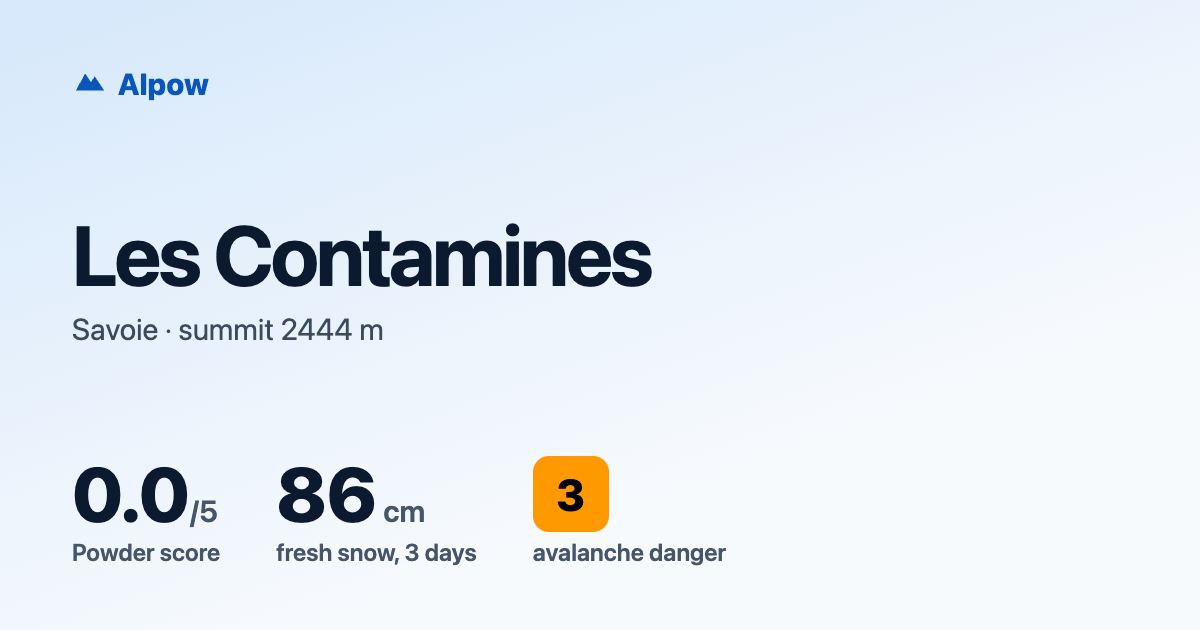 Alpow
Les Contamines
Savoie · summit 2444 m
0.0/5 86 cm 3
Powder score fresh snow, 3 days avalanche danger